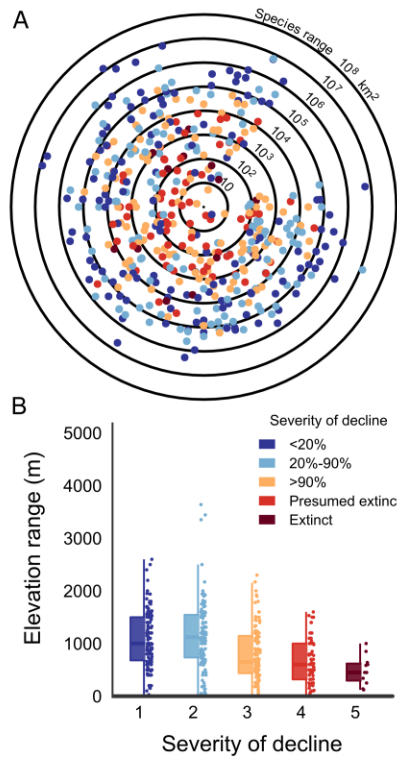 A
Species range 10⁸ km²
10⁷
10⁶
10⁵
10⁴
10³
10²
10
B
Severity of decline
<20%
20%-90%
>90%
Presumed extinc
Extinct
Elevation range (m)
5000
4000
3000
2000
1000
0
1 2 3 4 5
Severity of decline